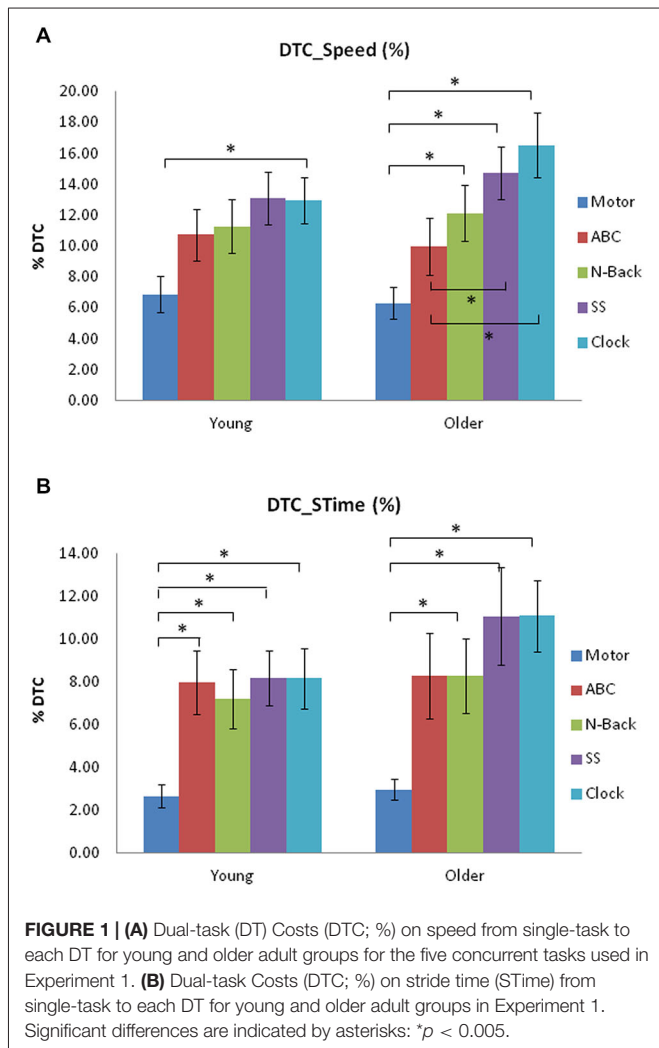 A
DTC_Speed (%)
20.00
18.00
16.00
14.00
12.00
10.00
8.00
6.00
4.00
2.00
0.00
% DTC
*
*
*
*
*
*
Young
Older
Motor
ABC
N-Back
SS
Clock
B
DTC_STime (%)
14.00
12.00
10.00
8.00
6.00
4.00
2.00
0.00
% DTC
*
*
*
*
*
*
*
Young
Older
Motor
ABC
N-Back
SS
Clock
FIGURE 1 | (A) Dual-task (DT) Costs (DTC; %) on speed from single-task to
each DT for young and older adult groups for the five concurrent tasks used in
Experiment 1. (B) Dual-task Costs (DTC; %) on stride time (STime) from
single-task to each DT for young and older adult groups in Experiment 1.
Significant differences are indicated by asterisks: *p < 0.005.